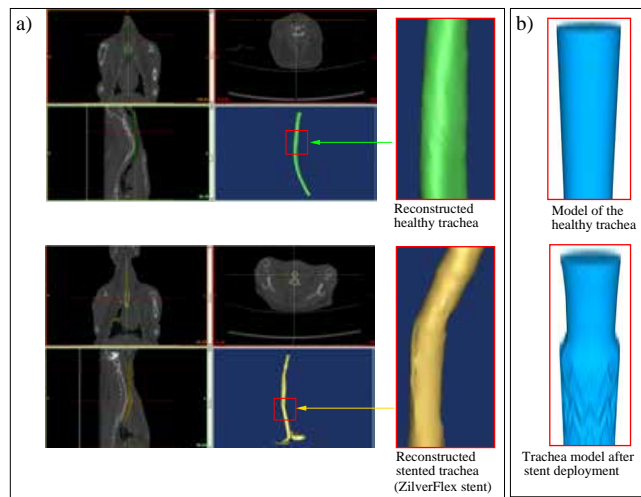 a)
b)
Reconstructed
healthy trachea
Model of the
healthy trachea
Reconstructed
stented trachea
(ZilverFlex stent)
Trachea model after
stent deployment